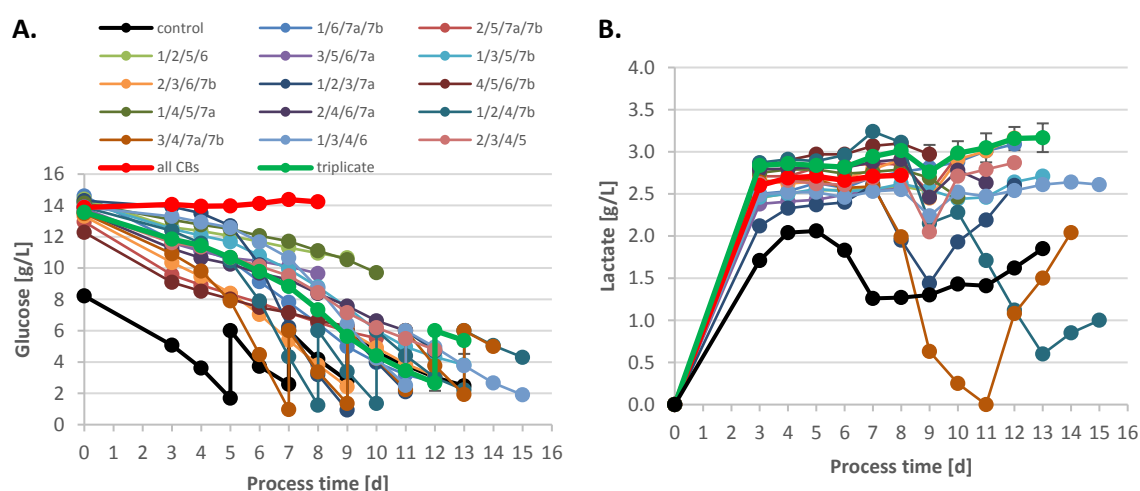 A.
control
1/6/7a/7b
2/5/7a/7b
1/2/5/6
3/5/6/7a
1/3/5/7b
2/3/6/7b
1/2/3/7a
4/5/6/7b
1/4/5/7a
2/4/6/7a
1/2/4/7b
3/4/7a/7b
1/3/4/6
2/3/4/5
all CBs
triplicate
Glucose [g/L]
16
14
12
10
8
6
4
2
0
0 1 2 3 4 5 6 7 8 9 10 11 12 13 14 15 16
Process time [d]
B.
Lactate [g/L]
4.0
3.5
3.0
2.5
2.0
1.5
1.0
0.5
0.0
0 1 2 3 4 5 6 7 8 9 10 11 12 13 14 15 16
Process time [d]